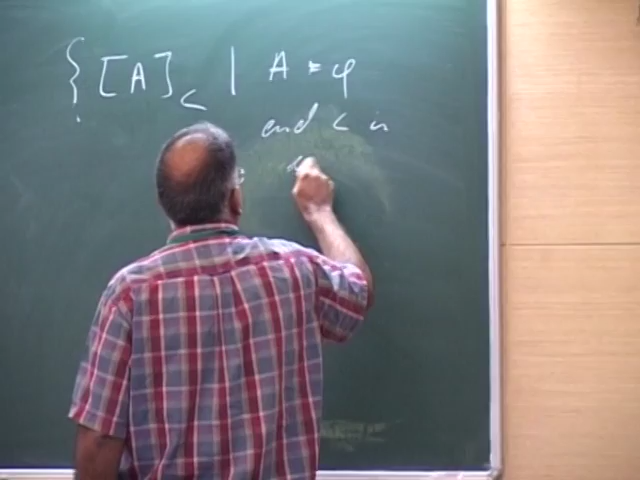 { [A]_< | A ⊨ φ
and < is
a